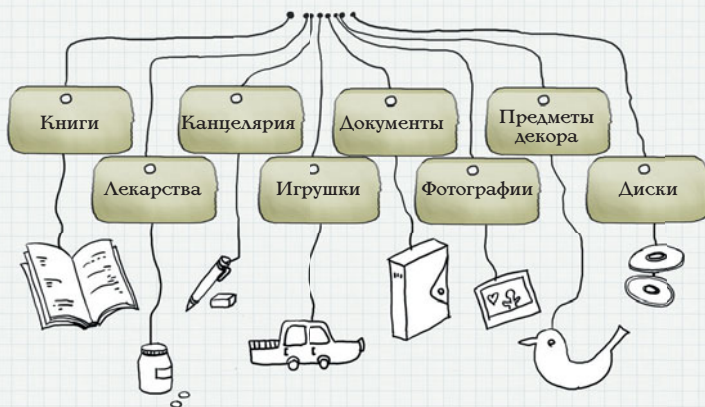 Книги
Канцелярия
Документы
Предметы
декора
Лекарства
Игрушки
Фотографии
Диски